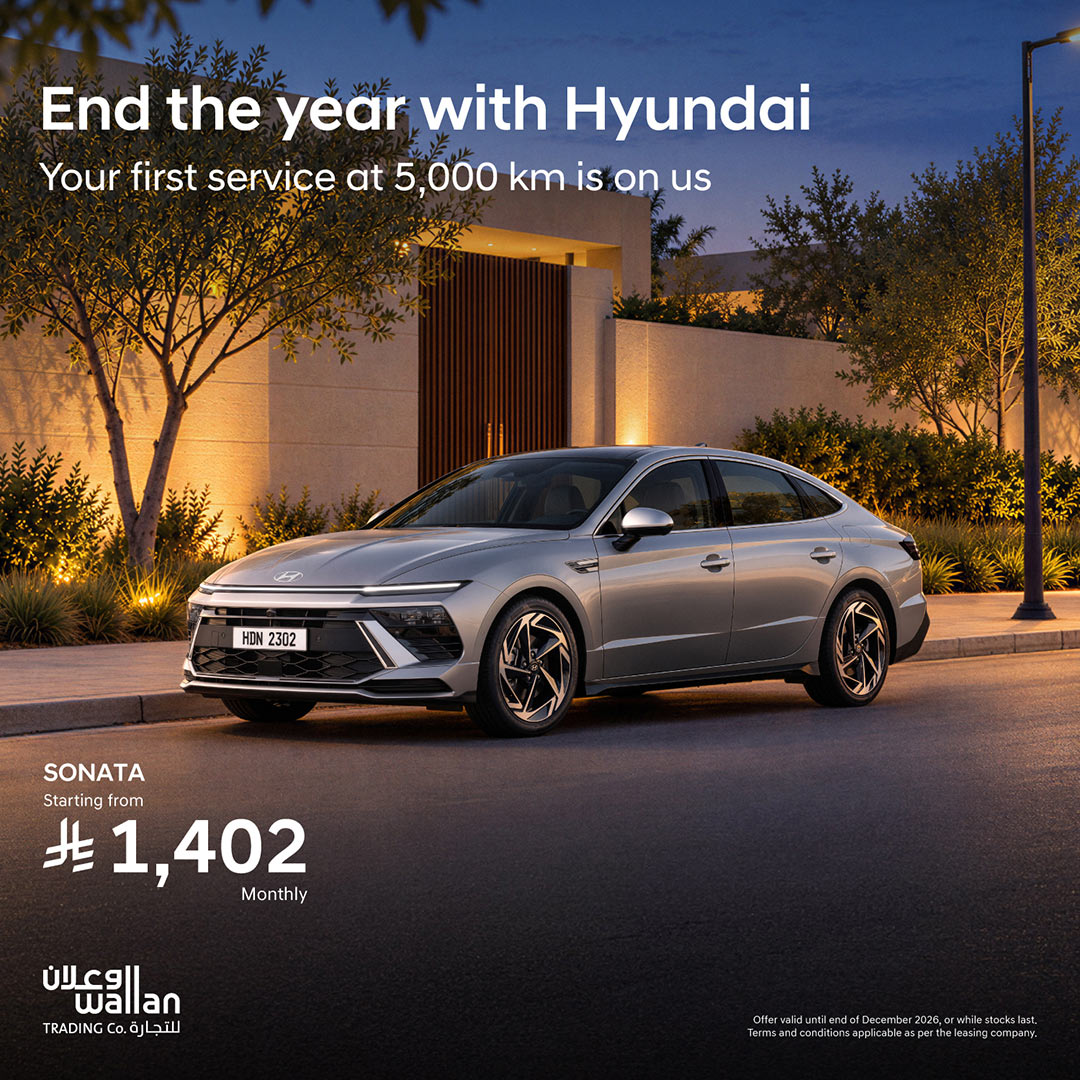 End the year with Hyundai
Your first service at 5,000 km is on us
HDN 2302
SONATA
Starting from
⃁ 1,402
Monthly
الوعلان
wallan
TRADING Co. للتجارة
Offer valid until end of December 2026, or while stocks last.
Terms and conditions applicable as per the leasing company.